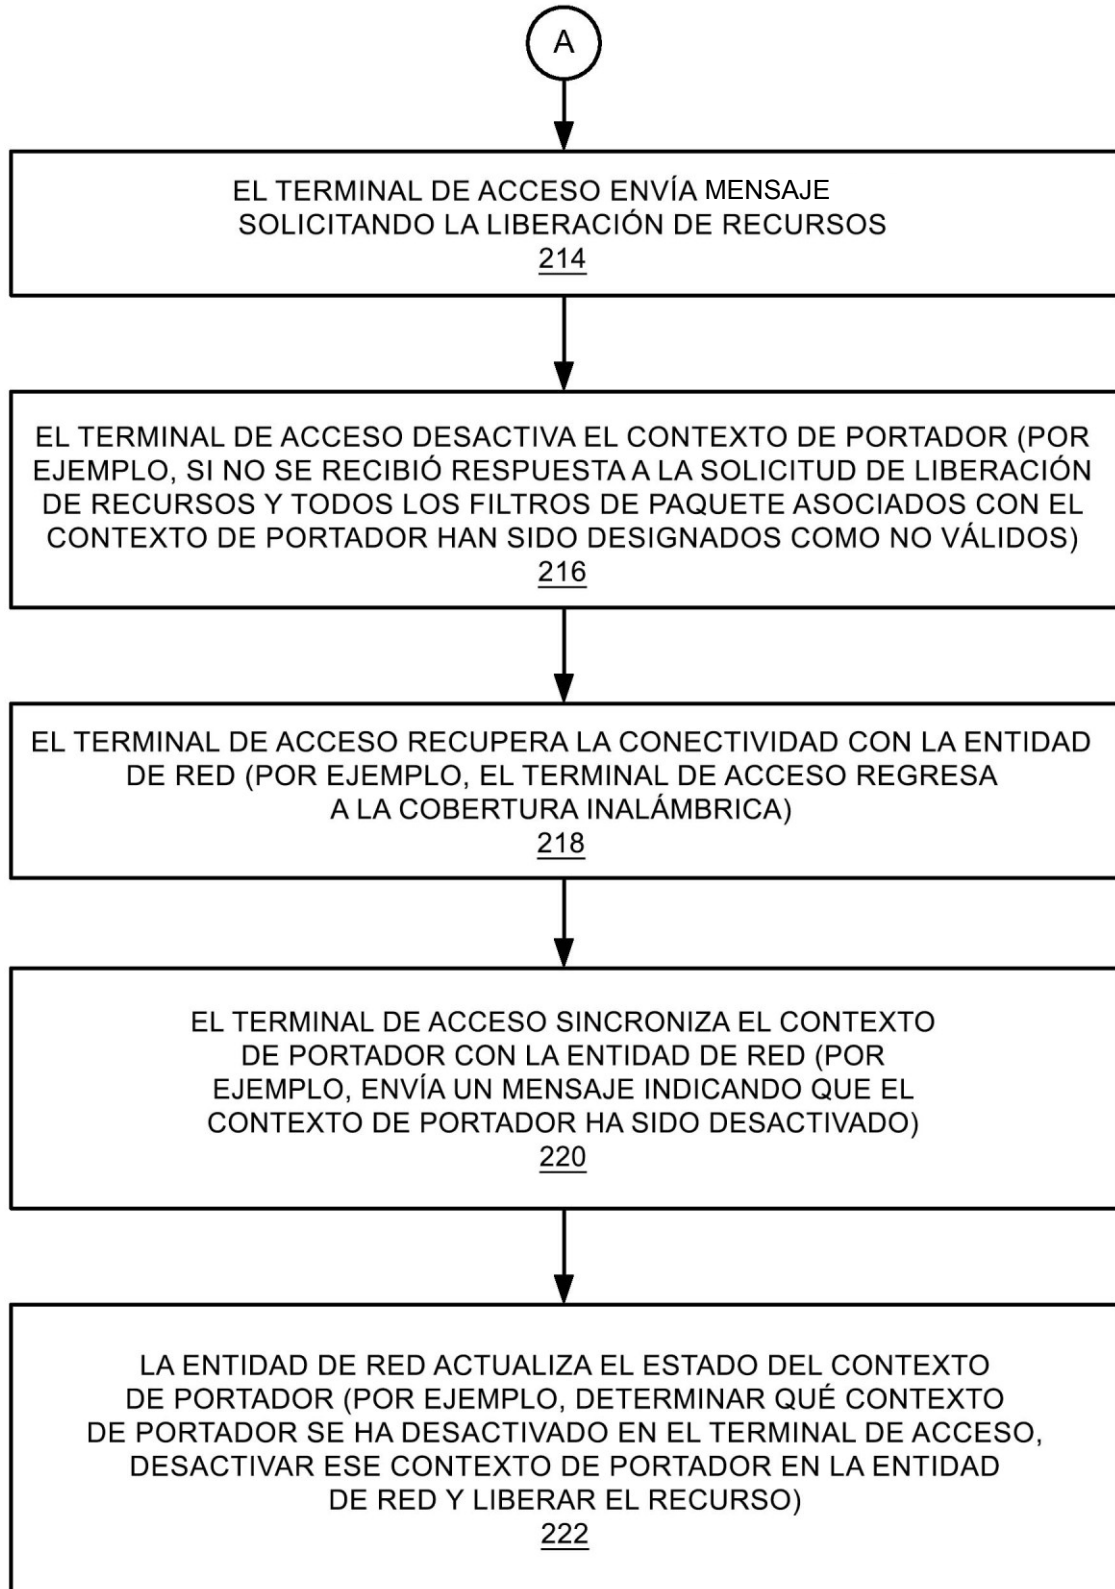 A
EL TERMINAL DE ACCESO ENVÍA MENSAJE
SOLICITANDO LA LIBERACIÓN DE RECURSOS
214
EL TERMINAL DE ACCESO DESACTIVA EL CONTEXTO DE PORTADOR (POR
EJEMPLO, SI NO SE RECIBIÓ RESPUESTA A LA SOLICITUD DE LIBERACIÓN
DE RECURSOS Y TODOS LOS FILTROS DE PAQUETE ASOCIADOS CON EL
CONTEXTO DE PORTADOR HAN SIDO DESIGNADOS COMO NO VÁLIDOS)
216
EL TERMINAL DE ACCESO RECUPERA LA CONECTIVIDAD CON LA ENTIDAD
DE RED (POR EJEMPLO, EL TERMINAL DE ACCESO REGRESA
A LA COBERTURA INALÁMBRICA)
218
EL TERMINAL DE ACCESO SINCRONIZA EL CONTEXTO
DE PORTADOR CON LA ENTIDAD DE RED (POR
EJEMPLO, ENVÍA UN MENSAJE INDICANDO QUE EL
CONTEXTO DE PORTADOR HA SIDO DESACTIVADO)
220
LA ENTIDAD DE RED ACTUALIZA EL ESTADO DEL CONTEXTO
DE PORTADOR (POR EJEMPLO, DETERMINAR QUÉ CONTEXTO
DE PORTADOR SE HA DESACTIVADO EN EL TERMINAL DE ACCESO,
DESACTIVAR ESE CONTEXTO DE PORTADOR EN LA ENTIDAD
DE RED Y LIBERAR EL RECURSO)
222